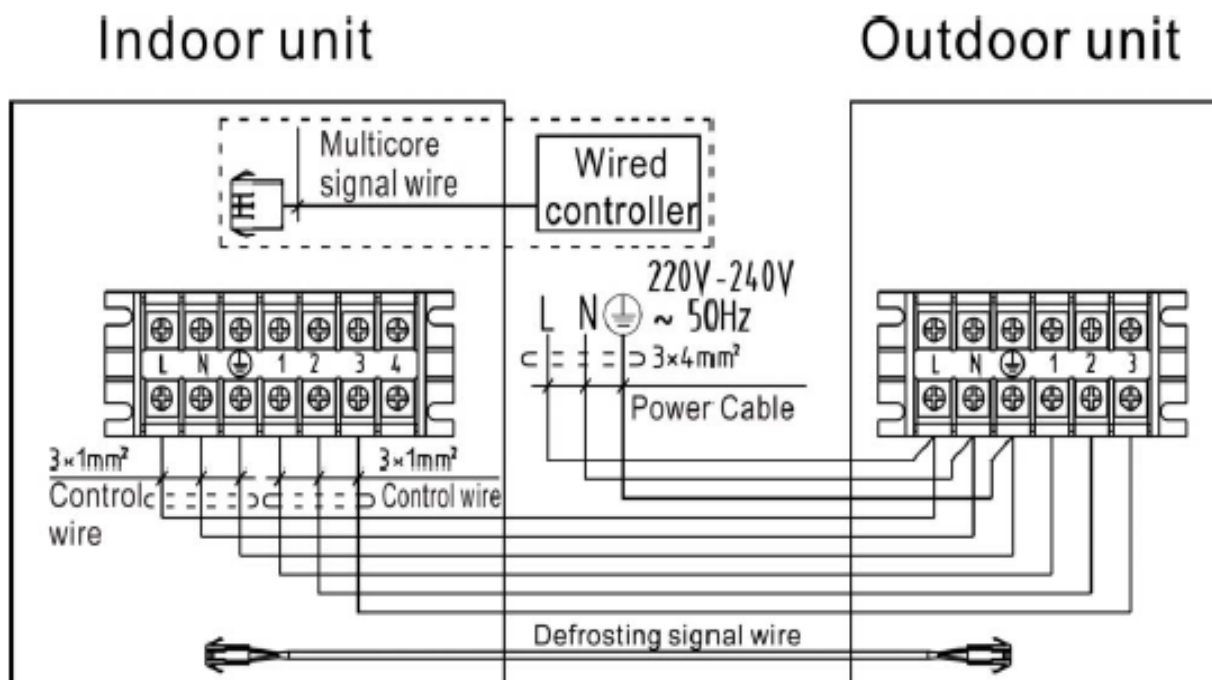 Indoor unit
Outdoor unit
Multicore
signal wire
Wired
controller
220V-240V
L N ~ 50Hz
L N 1 2 3 4
3×4mm²
Power Cable
L N 1 2 3
3×1mm²
Control
wire
3×1mm²
Control wire
Defrosting signal wire